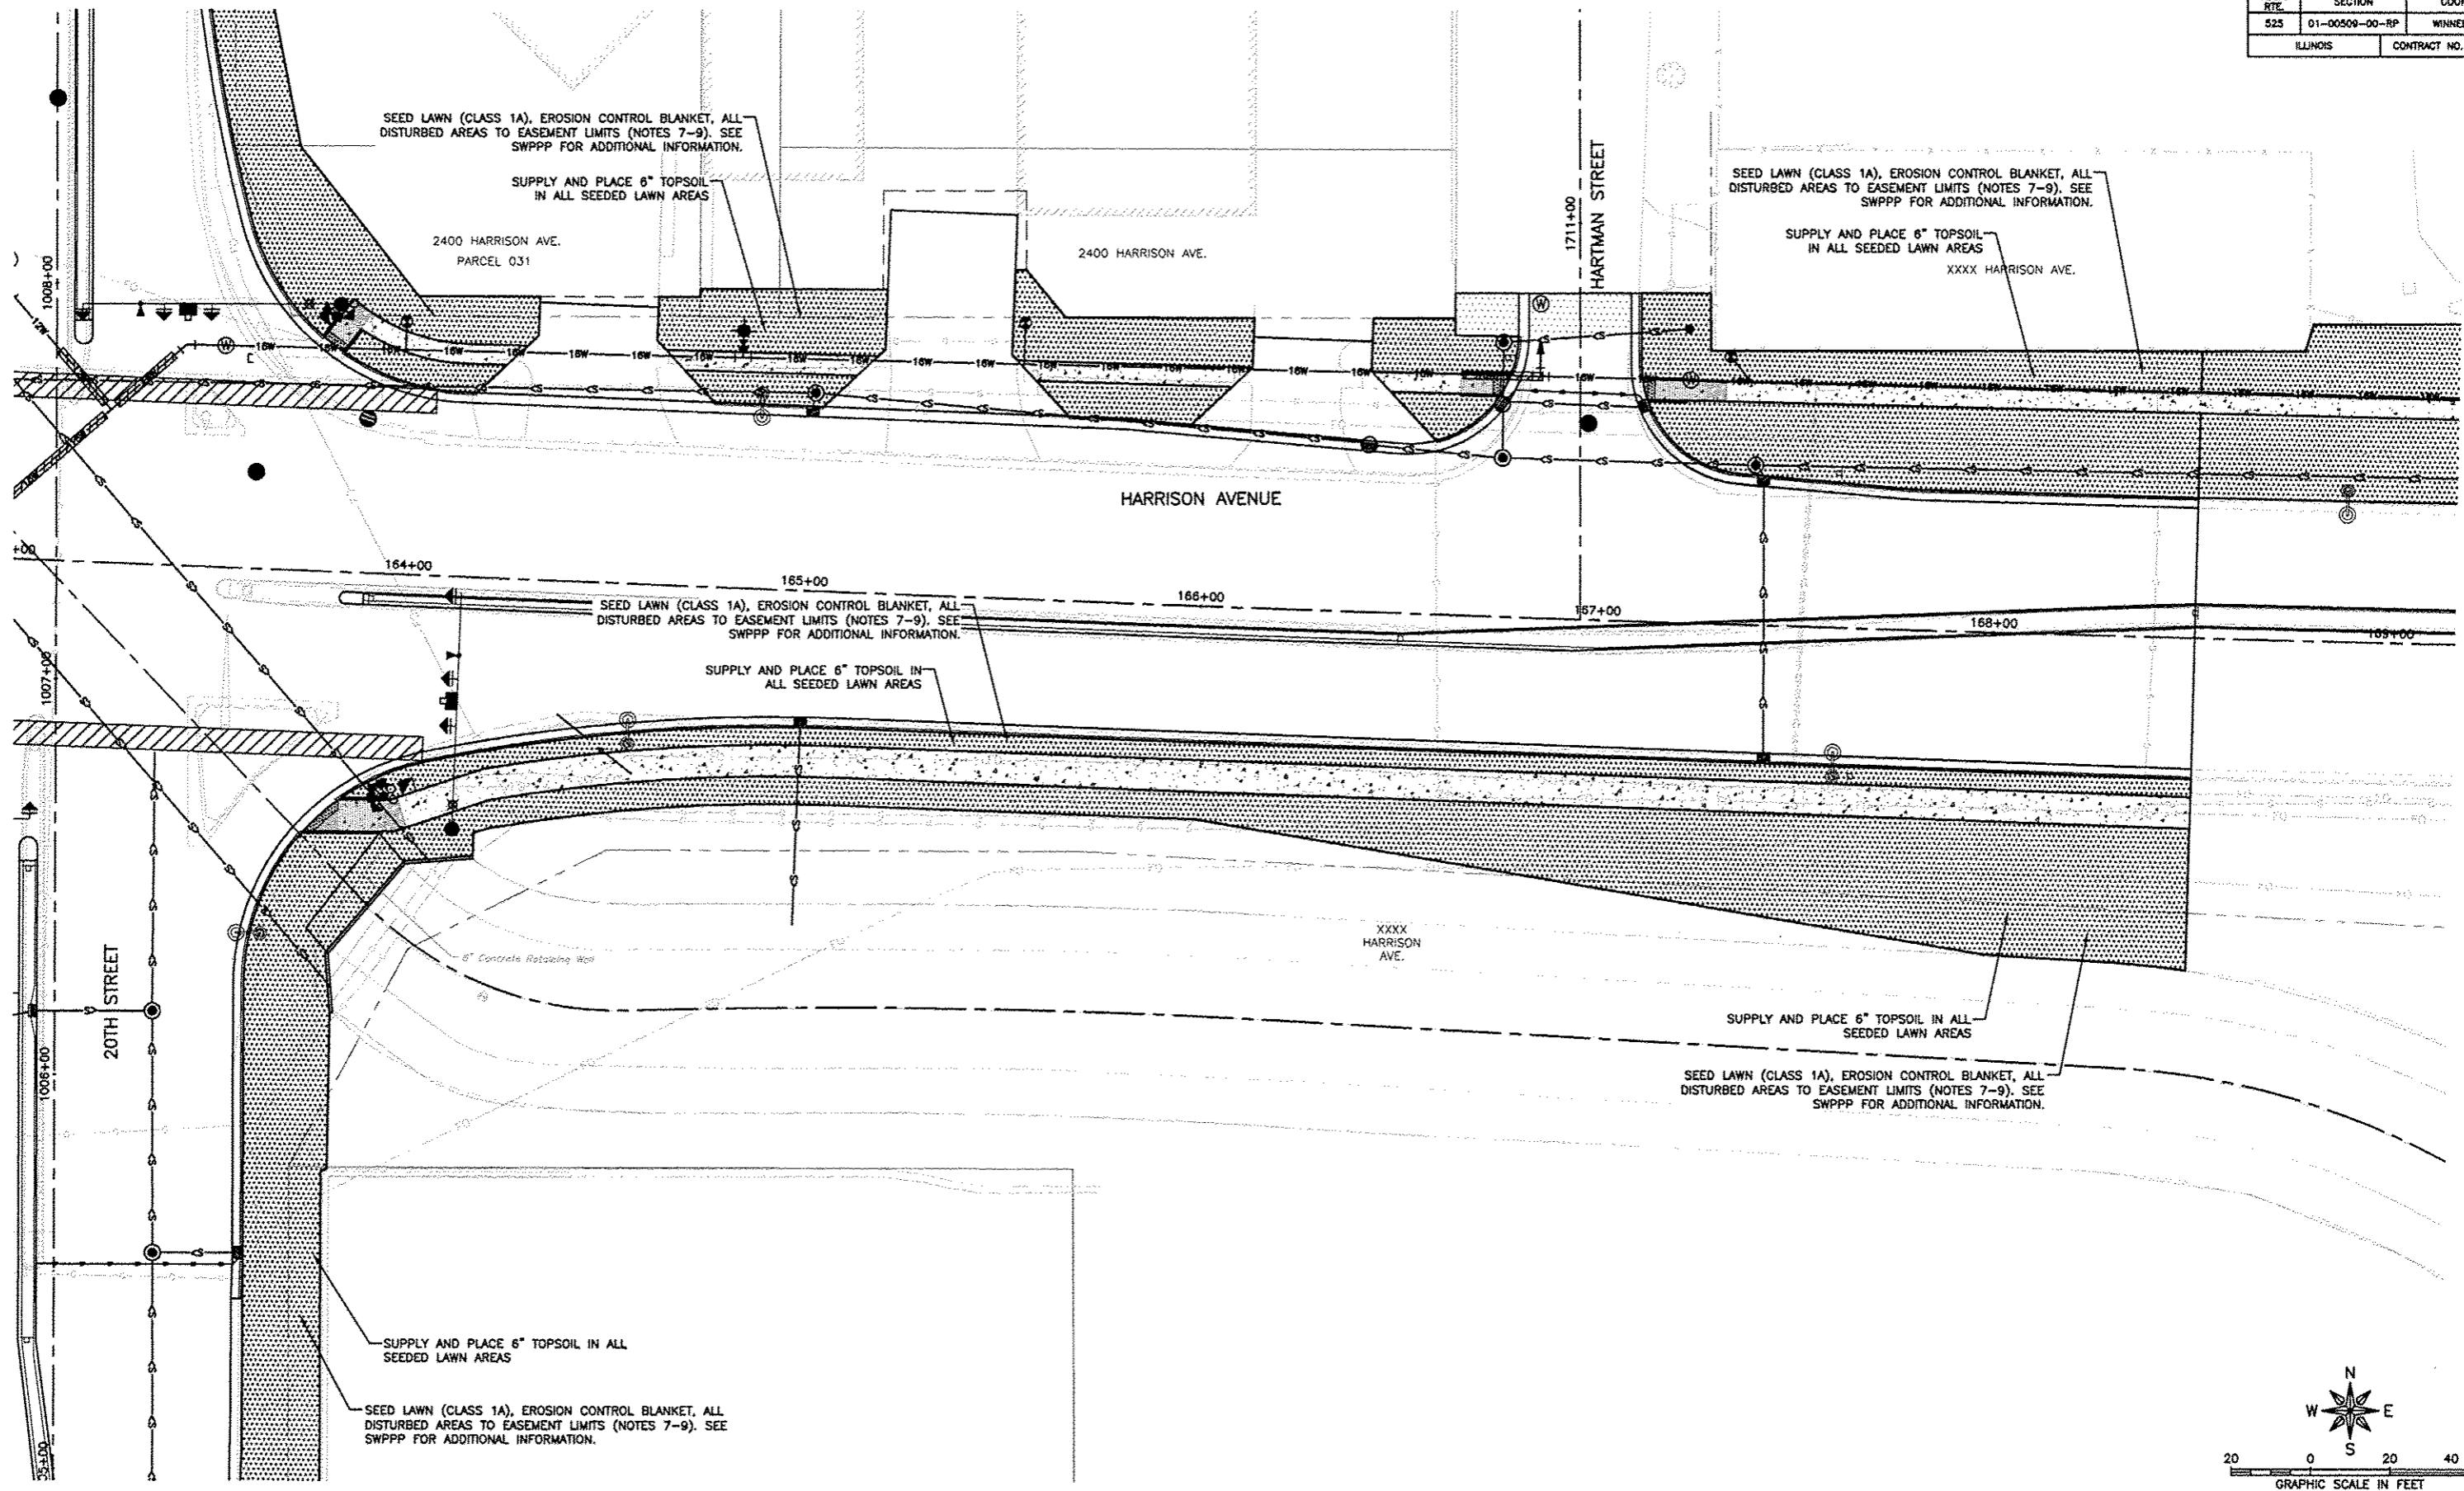 RTE. SECTION
525 01-00509-00-RP
ILLINOIS CONTRACT NO.
SEED LAWN (CLASS 1A), EROSION CONTROL BLANKET, ALL
DISTURBED AREAS TO EASEMENT LIMITS (NOTES 7-9). SEE
SWPPP FOR ADDITIONAL INFORMATION.
SUPPLY AND PLACE 6" TOPSOIL
IN ALL SEEDED LAWN AREAS
2400 HARRISON AVE.
PARCEL 031
2400 HARRISON AVE.
1711+00
HARTMAN STREET
SEED LAWN (CLASS 1A), EROSION CONTROL BLANKET, ALL
DISTURBED AREAS TO EASEMENT LIMITS (NOTES 7-9). SEE
SWPPP FOR ADDITIONAL INFORMATION.
SUPPLY AND PLACE 6" TOPSOIL
IN ALL SEEDED LAWN AREAS
XXXX HARRISON AVE.
1008+00
12W
16W
HARRISON AVENUE
+00
164+00
165+00
166+00
167+00
168+00
169+00
SEED LAWN (CLASS 1A), EROSION CONTROL BLANKET, ALL
DISTURBED AREAS TO EASEMENT LIMITS (NOTES 7-9). SEE
SWPPP FOR ADDITIONAL INFORMATION.
SUPPLY AND PLACE 6" TOPSOIL IN
ALL SEEDED LAWN AREAS
1007+00
6" Concrete Retaining Wall
XXXX
HARRISON
AVE.
20TH STREET
1006+00
SUPPLY AND PLACE 6" TOPSOIL IN ALL
SEEDED LAWN AREAS
SEED LAWN (CLASS 1A), EROSION CONTROL BLANKET, ALL
DISTURBED AREAS TO EASEMENT LIMITS (NOTES 7-9). SEE
SWPPP FOR ADDITIONAL INFORMATION.
SUPPLY AND PLACE 6" TOPSOIL IN ALL
SEEDED LAWN AREAS
SEED LAWN (CLASS 1A), EROSION CONTROL BLANKET, ALL
DISTURBED AREAS TO EASEMENT LIMITS (NOTES 7-9). SEE
SWPPP FOR ADDITIONAL INFORMATION.
N
W E
S
20 0 20 40
GRAPHIC SCALE IN FEET